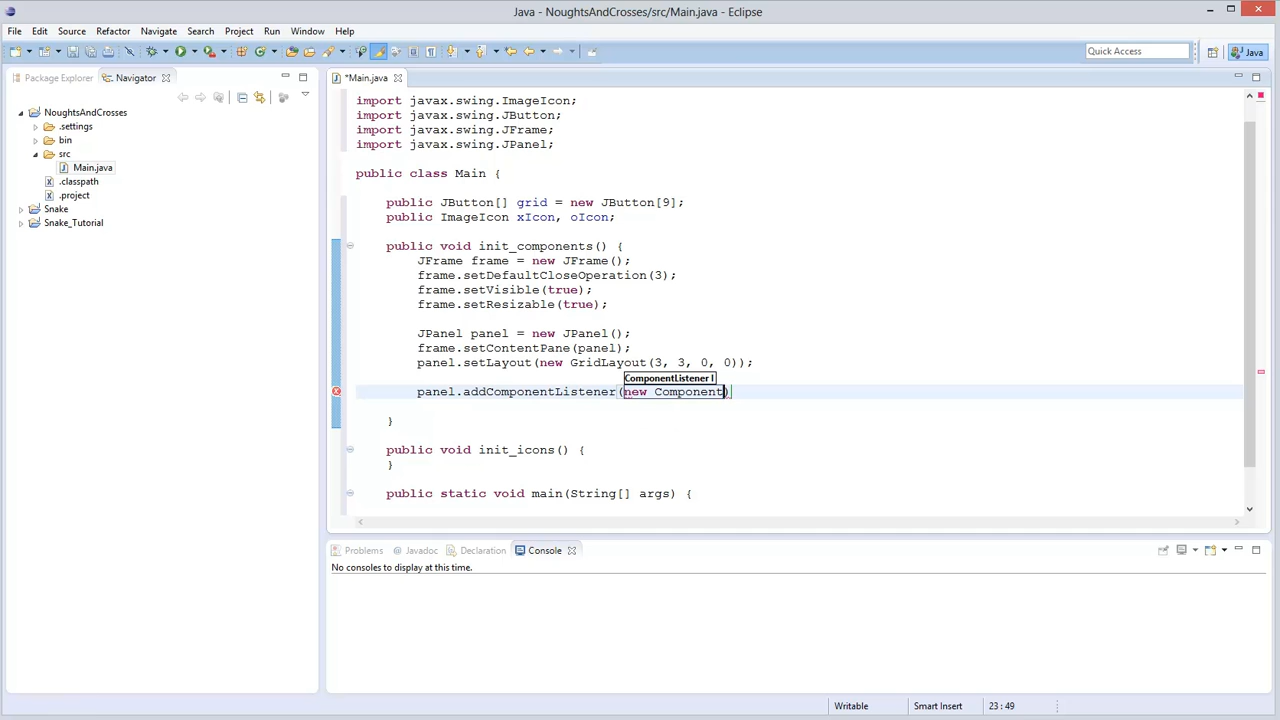 Java - NoughtsAndCrosses/src/Main.java - Eclipse
File Edit Source Refactor Navigate Search Project Run Window Help
Quick Access Java
Package Explorer Navigator
*Main.java
NoughtsAndCrosses
.settings
bin
src
Main.java
.classpath
.project
Snake
Snake_Tutorial
import javax.swing.ImageIcon;
import javax.swing.JButton;
import javax.swing.JFrame;
import javax.swing.JPanel;
public class Main {
public JButton[] grid = new JButton[9];
public ImageIcon xIcon, oIcon;
public void init_components() {
JFrame frame = new JFrame();
frame.setDefaultCloseOperation(3);
frame.setVisible(true);
frame.setResizable(true);
JPanel panel = new JPanel();
frame.setContentPane(panel);
panel.setLayout(new GridLayout(3, 3, 0, 0));
ComponentListener l
panel.addComponentListener(new Component)
}
public void init_icons() {
}
public static void main(String[] args) {
Problems Javadoc Declaration Console
No consoles to display at this time.
Writable Smart Insert 23 : 49